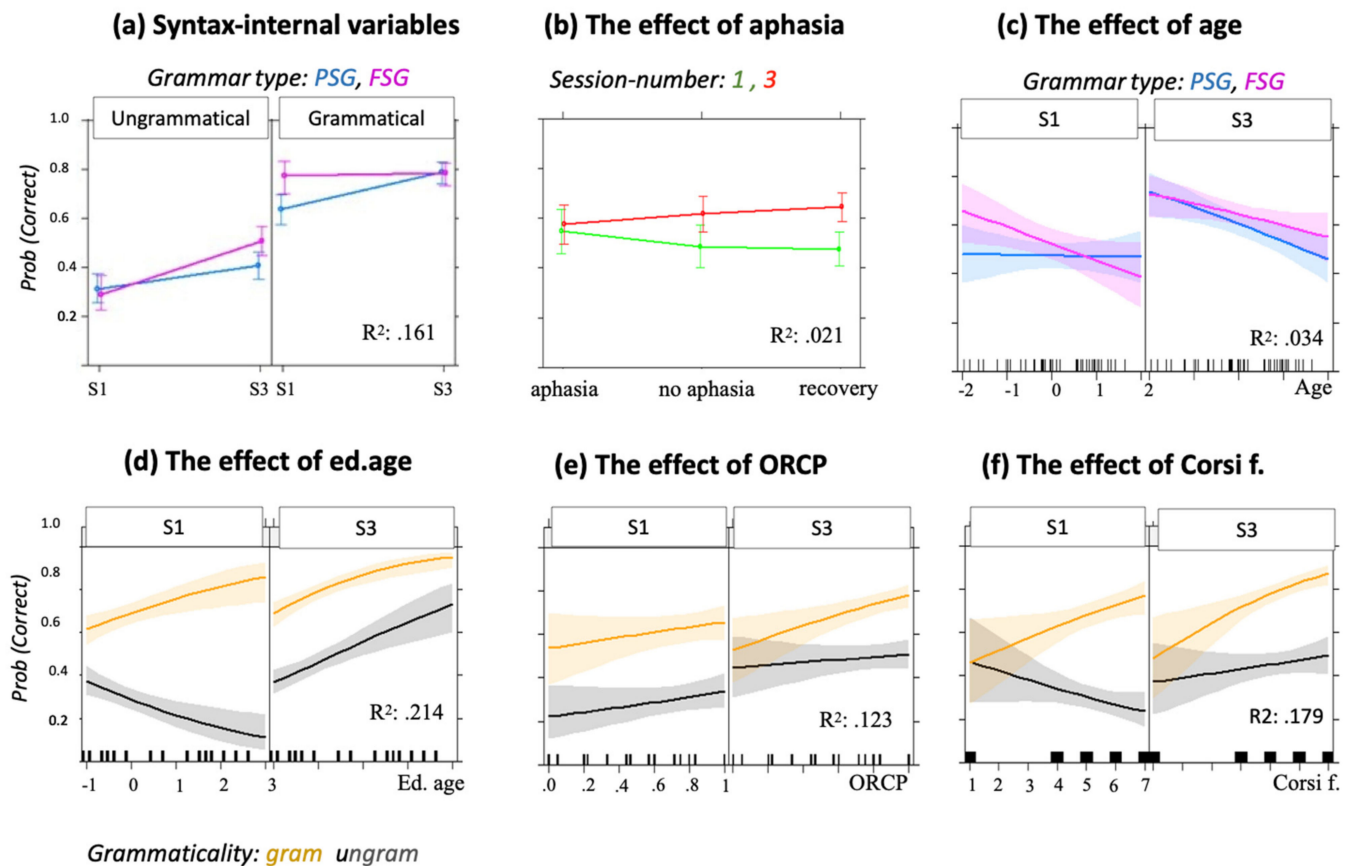 (a) Syntax-internal variables
Grammar type: PSG, FSG
Ungrammatical Grammatical
Prob (Correct)
1.0
0.8
0.6
0.4
0.2
R²: .161
S1 S3 S1 S3
(b) The effect of aphasia
Session-number: 1 , 3
R²: .021
aphasia no aphasia recovery
(c) The effect of age
Grammar type: PSG, FSG
S1 S3
R²: .034
-2 -1 0 1 2 Age
(d) The effect of ed.age
S1 S3
Prob (Correct)
1.0
0.8
0.6
0.4
0.2
R²: .214
-1 0 1 2 3 Ed. age
(e) The effect of ORCP
S1 S3
R²: .123
.0 .2 .4 .6 .8 1 ORCP
(f) The effect of Corsi f.
S1 S3
R2: .179
1 2 3 4 5 6 7 Corsi f.
Grammaticality: gram ungram